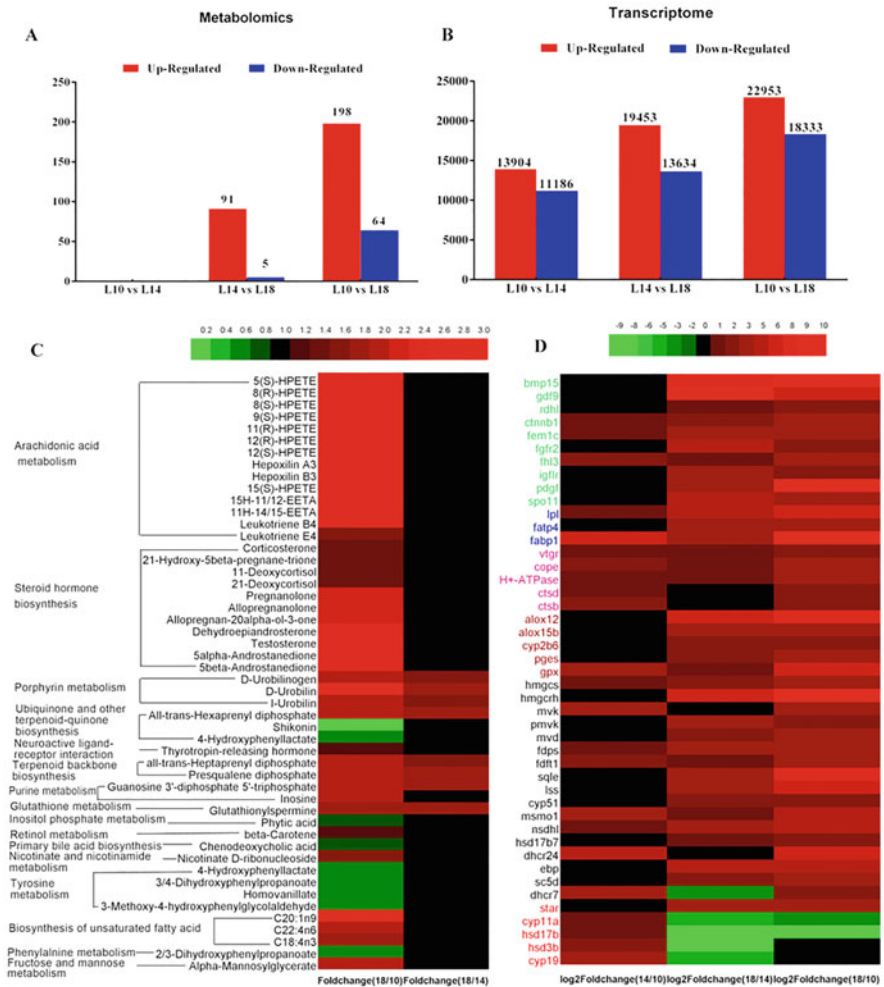 Metabolomics
A
Up-Regulated Down-Regulated
250
200
150
100
50
0
91
5
198
64
L10 vs L14 L14 vs L18 L10 vs L18
Transcriptome
B
Up-Regulated Down-Regulated
25000
20000
15000
10000
5000
0
13904
11186
19453
13634
22953
18333
L10 vs L14 L14 vs L18 L10 vs L18
C
0.2 0.4 0.6 0.8 1.0 1.2 1.4 1.6 1.8 2.0 2.2 2.4 2.6 2.8 3.0
Arachidonic acid
metabolism
5(S)-HPETE
8(R)-HPETE
8(S)-HPETE
9(S)-HPETE
11(R)-HPETE
12(R)-HPETE
12(S)-HPETE
Hepoxilin A3
Hepoxilin B3
15(S)-HPETE
15H-11/12-EETA
11H-14/15-EETA
Leukotriene B4
Leukotriene E4
Steroid hormone
biosynthesis
Corticosterone
21-Hydroxy-5beta-pregnane-trione
11-Deoxycortisol
21-Deoxycortisol
Pregnanolone
Allopregnanolone
Allopregnan-20alpha-ol-3-one
Dehydroepiandrosterone
Testosterone
5alpha-Androstanedione
5beta-Androstanedione
Porphyrin metabolism
D-Urobilinogen
D-Urobilin
I-Urobilin
Ubiquinone and other
terpenoid-quinone
biosynthesis
All-trans-Hexaprenyl diphosphate
Shikonin
4-Hydroxyphenyllactate
Neuroactive ligand-
receptor interaction
Thyrotropin-releasing hormone
Terpenoid backbone
biosynthesis
all-trans-Heptaprenyl diphosphate
Presqualene diphosphate
Purine metabolism
Guanosine 3'-diphosphate 5'-triphosphate
Inosine
Glutathione metabolism
Glutathionylspermine
Inositol phosphate metabolism
Phytic acid
Retinol metabolism
beta-Carotene
Primary bile acid biosynthesis
Chenodeoxycholic acid
Nicotinate and nicotinamide
metabolism
Nicotinate D-ribonucleoside
Tyrosine
metabolism
4-Hydroxyphenyllactate
3/4-Dihydroxyphenylpropanoate
Homovanillate
3-Methoxy-4-hydroxyphenylglycolaldehyde
Biosynthesis of unsaturated fatty acid
C20:1n9
C22:4n6
C18:4n3
Phenylalnine metabolism
2/3-Dihydroxyphenylpropanoate
Fructose and mannose
metabolism
Alpha-Mannosylglycerate
Foldchange(18/10) Foldchange(18/14)
D
-9 -6 -5 -2 0 1 2 3 4 5 8 10
bmp15
gdf9
rdhl
ctnnb1
fem1c
fgfr2
fhl3
igflr
pdgf
spo11
lpl
fatp4
fabp1
vtgr
cope
H+-ATPase
ctsd
ctsb
alox12
alox15b
cyp2b6
pges
gpx
hmgcs
hmgcrh
mvk
pmvk
mvd
fdps
fdft1
sqle
lss
cyp51
msmo1
nsdhl
hsd17b7
dhcr24
ebp
sc5d
dhcr7
star
cyp11a
hsd17b
hsd3b
cyp19
log2Foldchange(14/10) log2Foldchange(18/14) log2Foldchange(18/10)